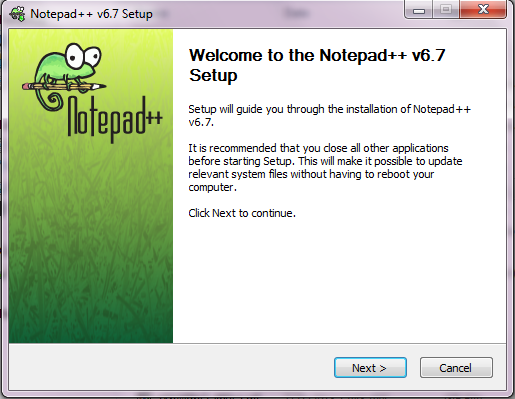 Notepad++ v6.7 Setup
Notepad++
Welcome to the Notepad++ v6.7
Setup
Setup will guide you through the installation of Notepad++
v6.7.
It is recommended that you close all other applications
before starting Setup. This will make it possible to update
relevant system files without having to reboot your
computer.
Click Next to continue.
Next >
Cancel